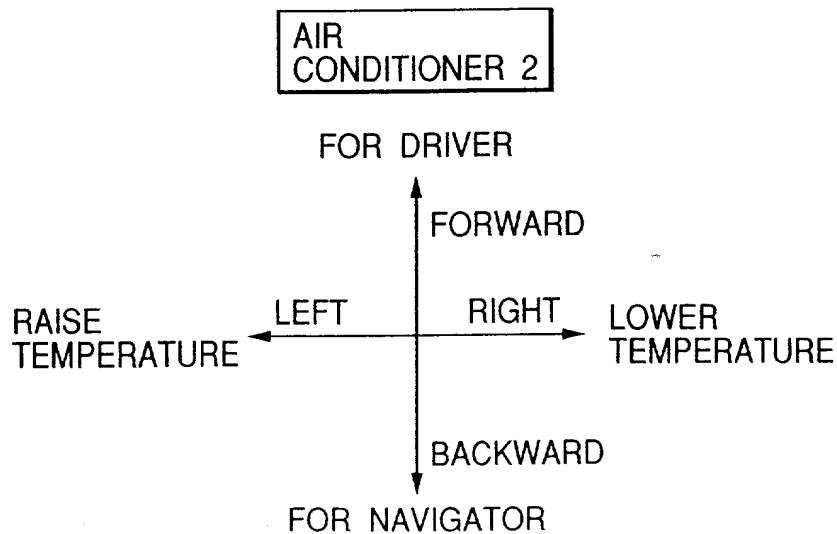 AIR
CONDITIONER 2
FOR DRIVER
FORWARD
LEFT
RIGHT
RAISE
TEMPERATURE
LOWER
TEMPERATURE
BACKWARD
FOR NAVIGATOR